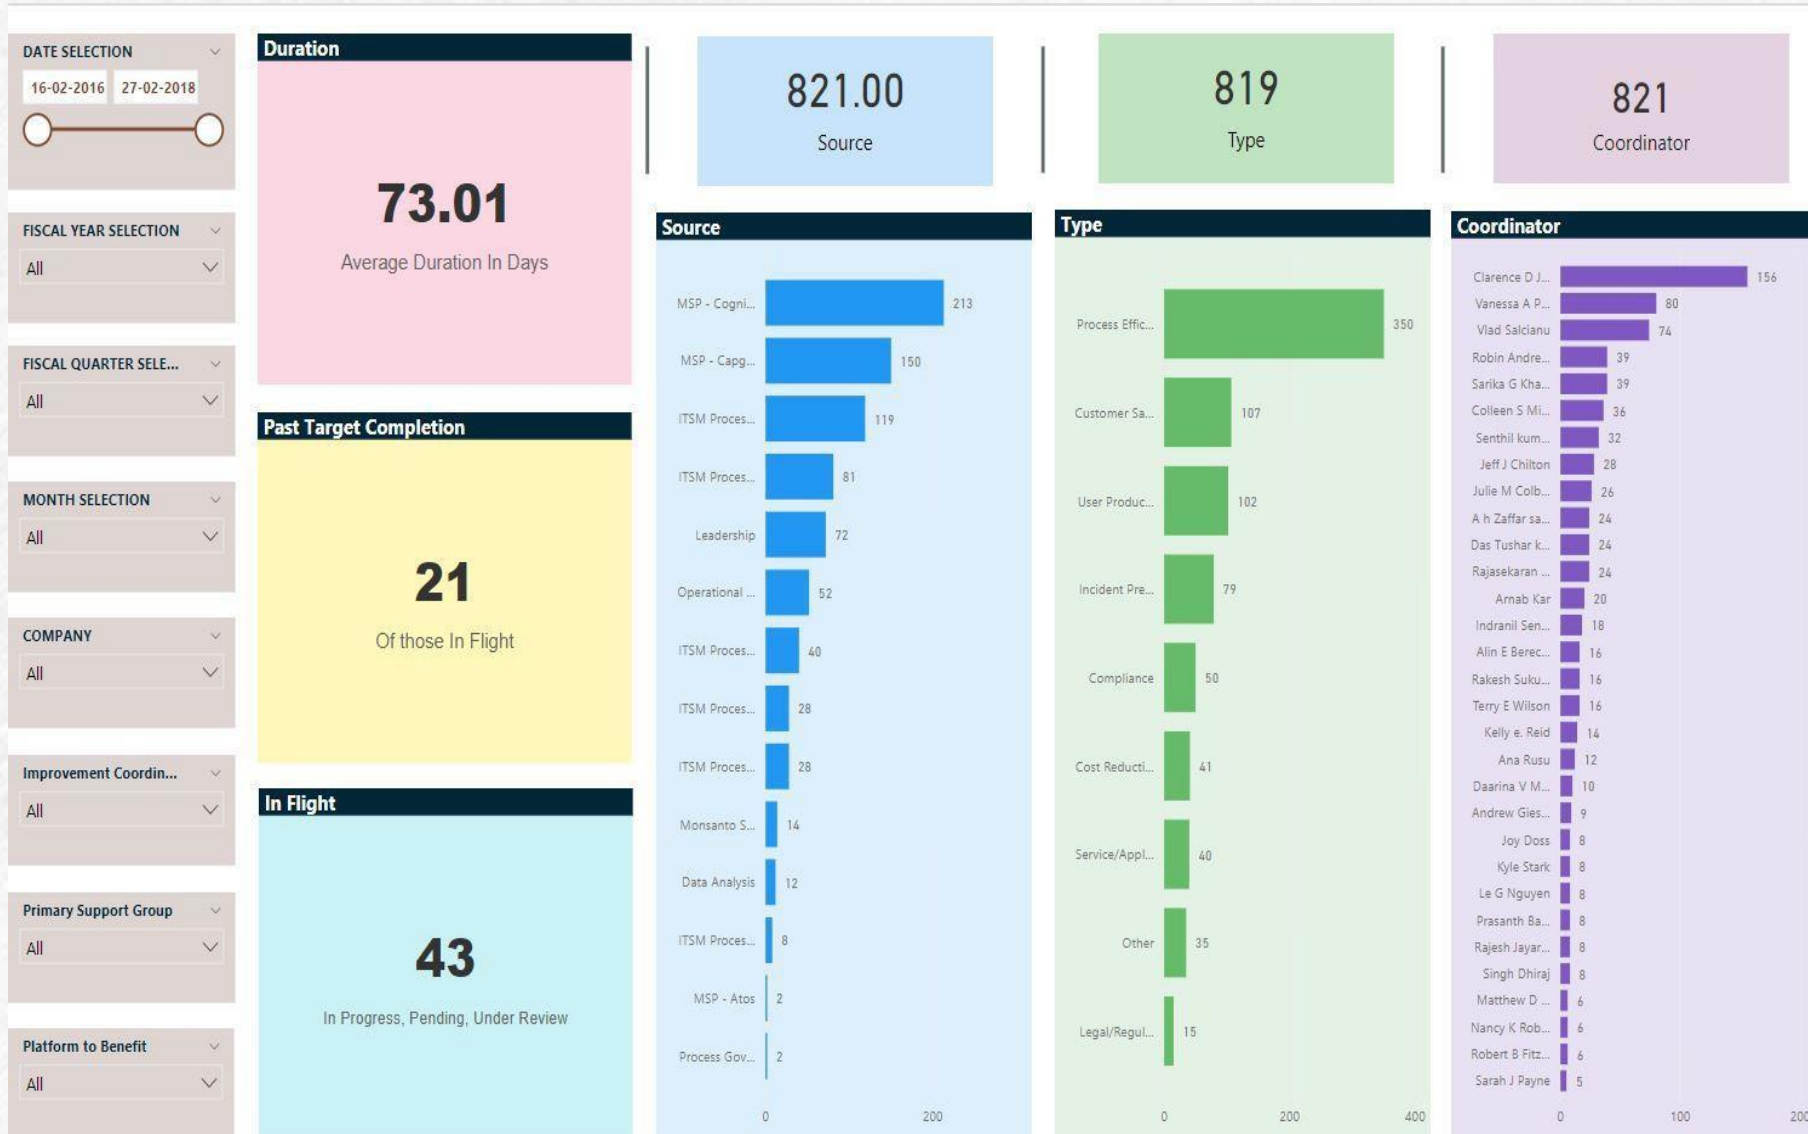 DATE SELECTION
16-02-2016 27-02-2018
FISCAL YEAR SELECTION
All
FISCAL QUARTER SELE...
All
MONTH SELECTION
All
COMPANY
All
Improvement Coordin...
All
Primary Support Group
All
Platform to Benefit
All
Duration
73.01
Average Duration In Days
Past Target Completion
21
Of those In Flight
In Flight
43
In Progress, Pending, Under Review
821.00
Source
819
Type
821
Coordinator
Source
MSP - Cogni... 213
MSP - Capg... 150
ITSM Proces... 119
ITSM Proces... 81
Leadership 72
Operational ... 52
ITSM Proces... 40
ITSM Proces... 28
ITSM Proces... 28
Monsanto S... 14
Data Analysis 12
ITSM Proces... 8
MSP - Atos 2
Process Gov... 2
0 200
Type
Process Effic... 350
Customer Sa... 107
User Produc... 102
Incident Pre... 79
Compliance 50
Cost Reducti... 41
Service/Appl... 40
Other 35
Legal/Regul... 15
0 200 400
Coordinator
Clarence D J... 156
Vanessa A P... 80
Vlad Salcianu 74
Robin Andre... 39
Sarika G Kha... 39
Colleen S Mi... 36
Senthil kum... 32
Jeff J Chilton 28
Julie M Colb... 26
A h Zaffar sa... 24
Das Tushar k... 24
Rajasekaran ... 24
Arnab Kar 20
Indranil Sen... 18
Alin E Berec... 16
Rakesh Suku... 16
Terry E Wilson 16
Kelly e. Reid 14
Ana Rusu 12
Daarina V M... 10
Andrew Gies... 9
Joy Doss 8
Kyle Stark 8
Le G Nguyen 8
Prasanth Ba... 8
Rajesh Jayar... 8
Singh Dhiraj 8
Matthew D ... 6
Nancy K Rob... 6
Robert B Fitz... 6
Sarah J Payne 5
0 100 200